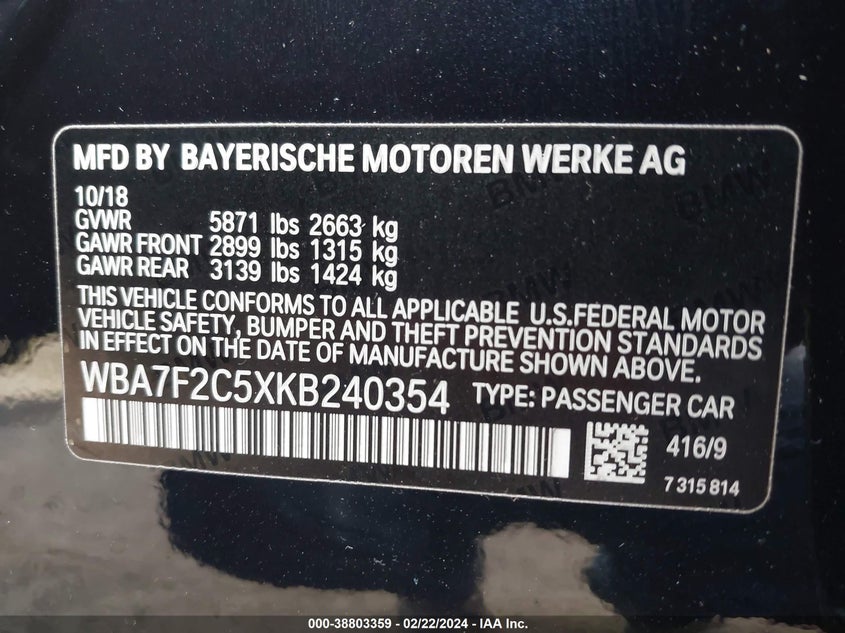 MFD BY BAYERISCHE MOTOREN WERKE AG
10/18
GVWR 5871 lbs 2663 kg
GAWR FRONT 2899 lbs 1315 kg
GAWR REAR 3139 lbs 1424 kg
THIS VEHICLE CONFORMS TO ALL APPLICABLE U.S.FEDERAL MOTOR
VEHICLE SAFETY, BUMPER AND THEFT PREVENTION STANDARDS
IN EFFECT ON THE DATE OF MANUFACTURE SHOWN ABOVE.
WBA7F2C5XKB240354 TYPE: PASSENGER CAR
416/9
7 315 814
000-38803359 - 02/22/2024 - IAA Inc.